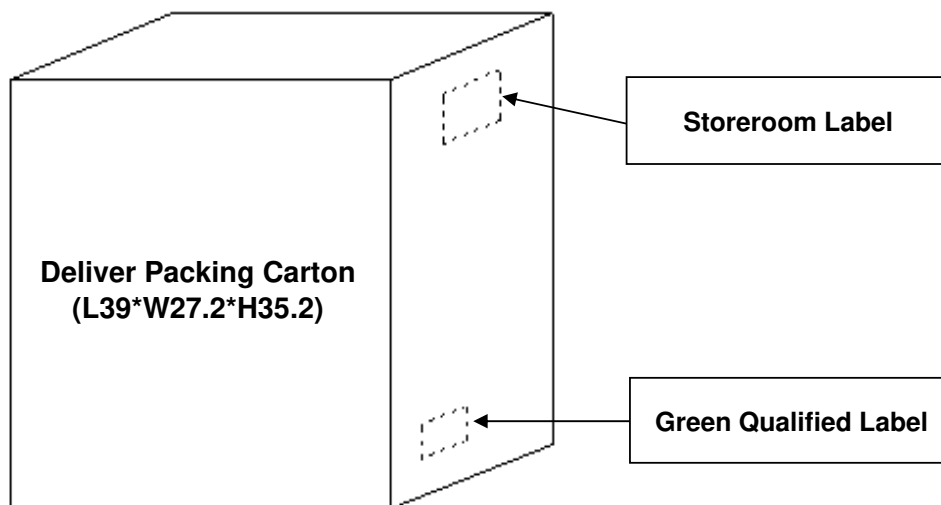 Storeroom Label
Deliver Packing Carton
(L39*W27.2*H35.2)
Green Qualified Label